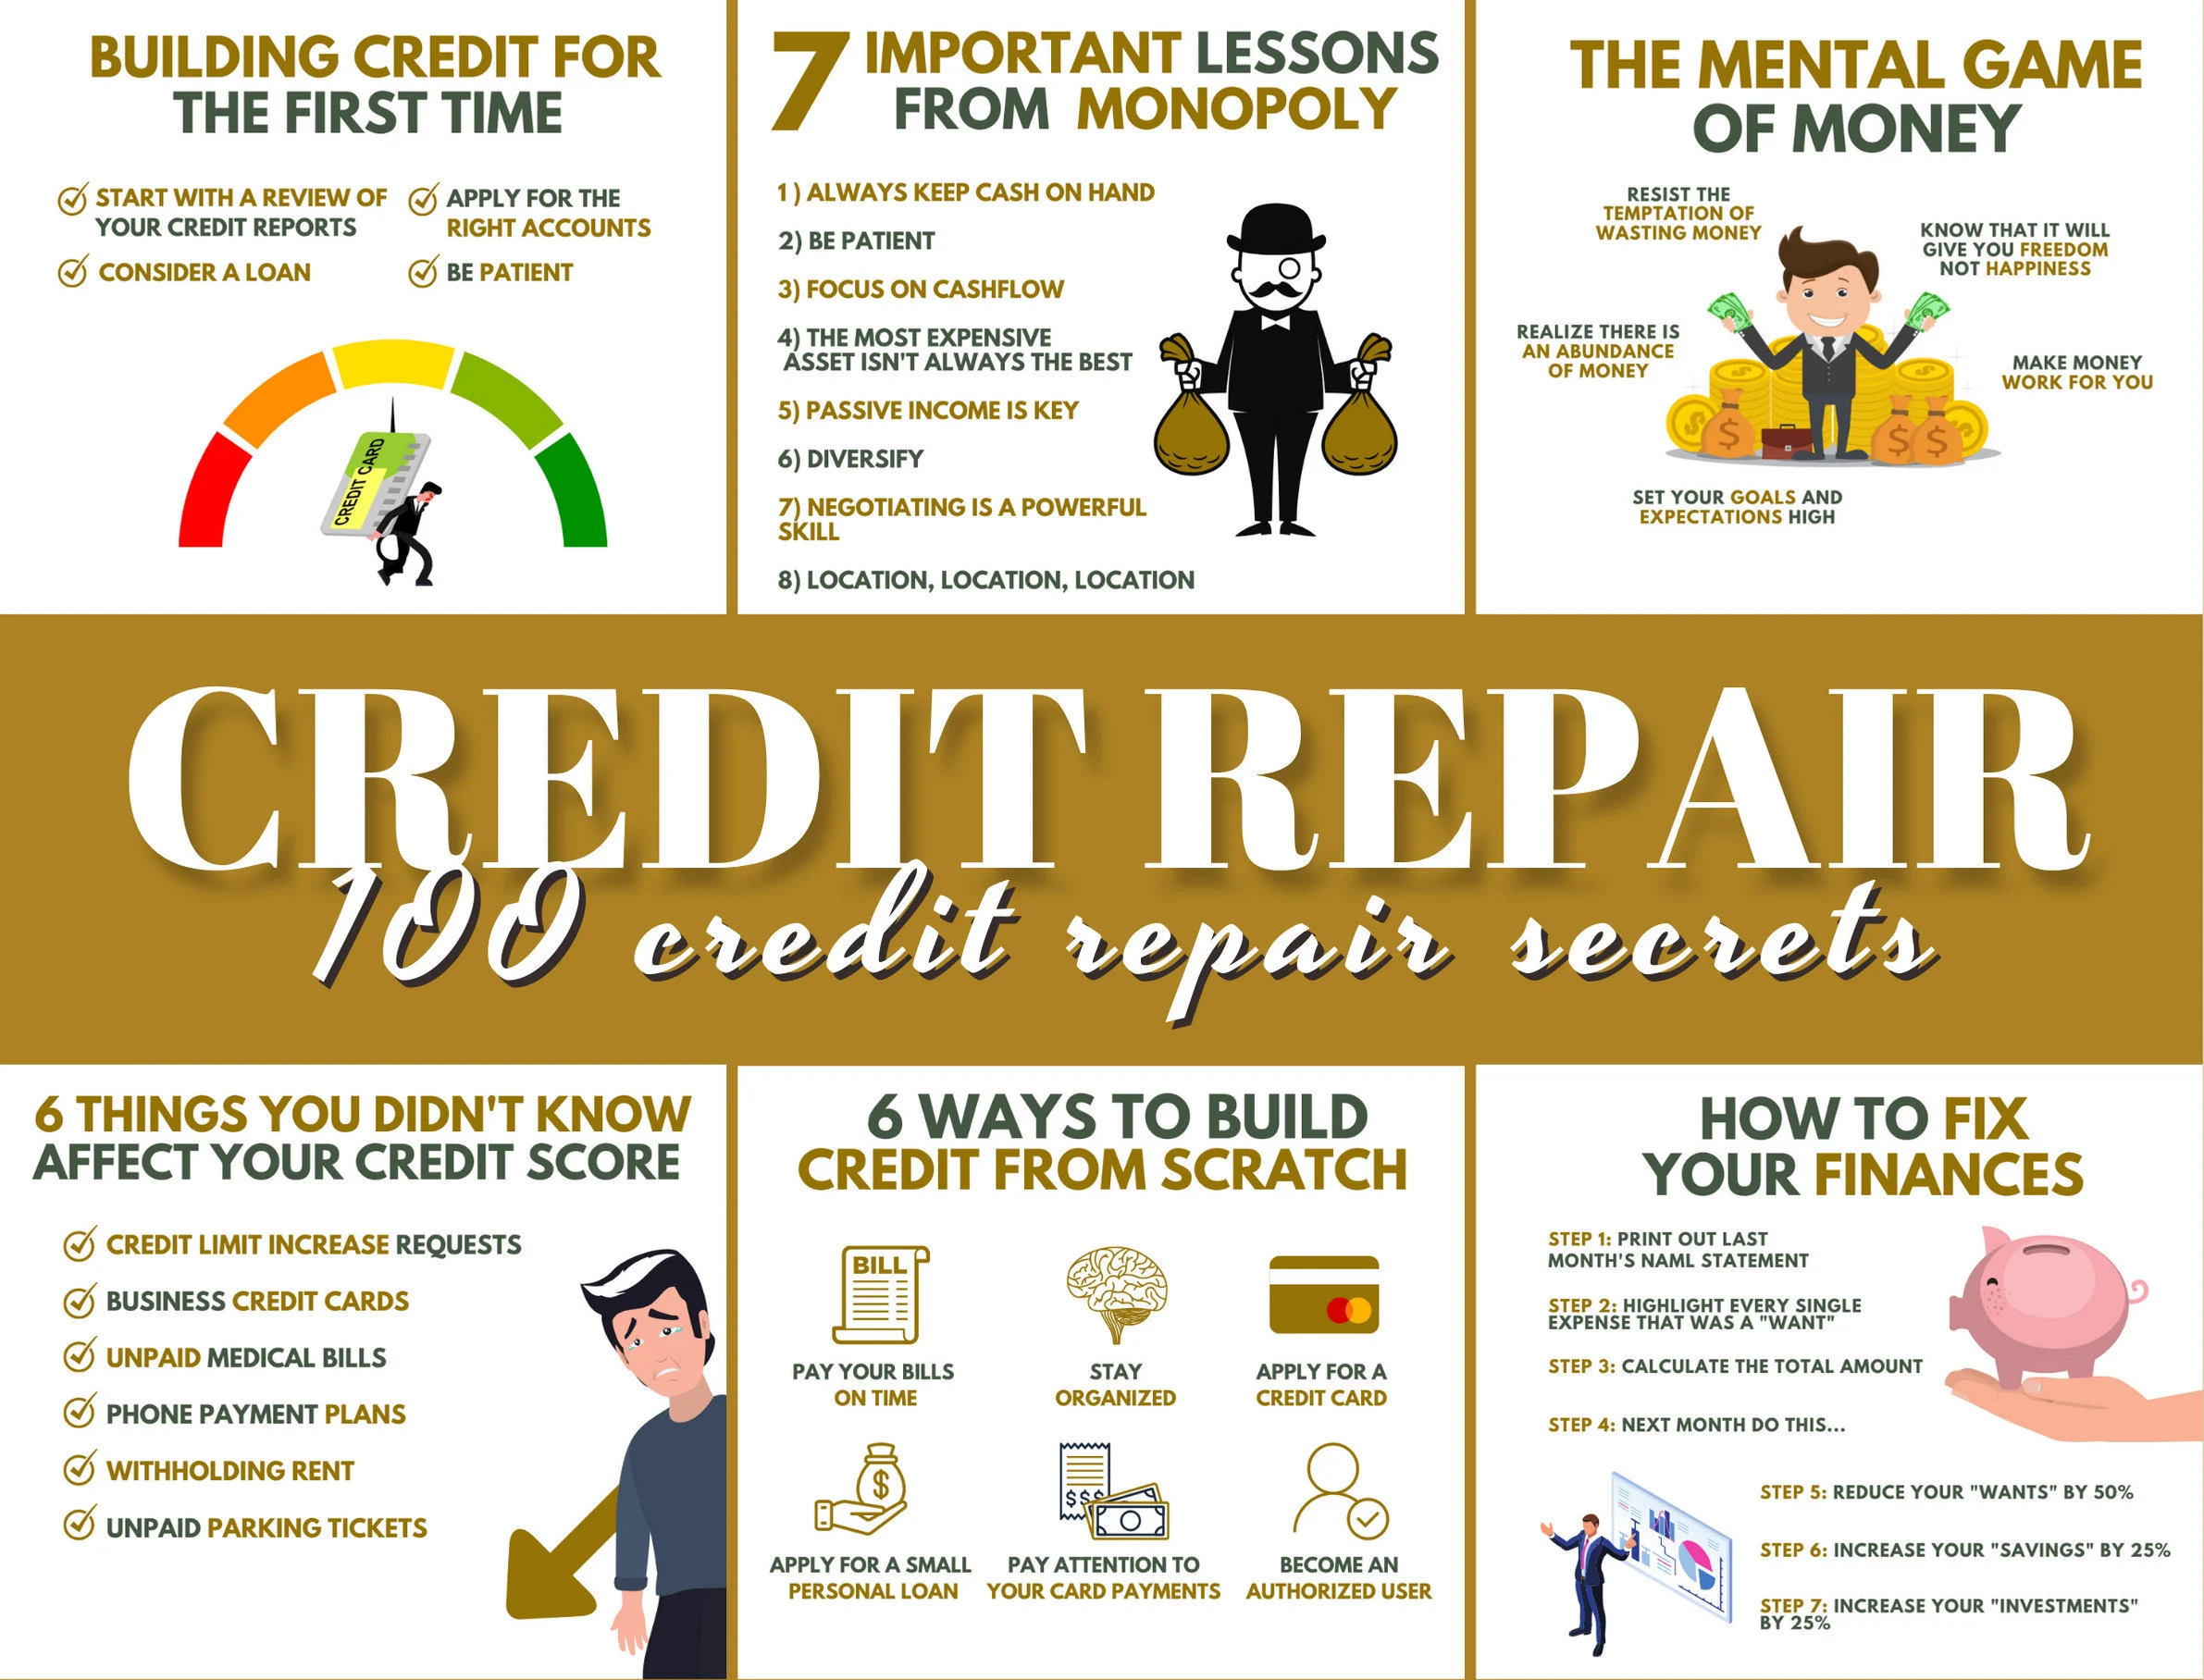 BUILDING CREDIT FOR
THE FIRST TIME
START WITH A REVIEW OF
YOUR CREDIT REPORTS
APPLY FOR THE
RIGHT ACCOUNTS
CONSIDER A LOAN
BE PATIENT
CREDIT CARD
7 IMPORTANT LESSONS
FROM MONOPOLY
1) ALWAYS KEEP CASH ON HAND
2) BE PATIENT
3) FOCUS ON CASHFLOW
4) THE MOST EXPENSIVE
ASSET ISN'T ALWAYS THE BEST
5) PASSIVE INCOME IS KEY
6) DIVERSIFY
7) NEGOTIATING IS A POWERFUL
SKILL
8) LOCATION, LOCATION, LOCATION
THE MENTAL GAME
OF MONEY
RESIST THE
TEMPTATION OF
WASTING MONEY
KNOW THAT IT WILL
GIVE YOU FREEDOM
NOT HAPPINESS
REALIZE THERE IS
AN ABUNDANCE
OF MONEY
MAKE MONEY
WORK FOR YOU
$ $ $ $ $
SET YOUR GOALS AND
EXPECTATIONS HIGH
CREDIT REPAIR
100 credit repair secrets
6 THINGS YOU DIDN'T KNOW
AFFECT YOUR CREDIT SCORE
CREDIT LIMIT INCREASE REQUESTS
BUSINESS CREDIT CARDS
UNPAID MEDICAL BILLS
PHONE PAYMENT PLANS
WITHHOLDING RENT
UNPAID PARKING TICKETS
6 WAYS TO BUILD
CREDIT FROM SCRATCH
BILL
PAY YOUR BILLS
ON TIME
STAY
ORGANIZED
APPLY FOR A
CREDIT CARD
$
$$$
APPLY FOR A SMALL
PERSONAL LOAN
PAY ATTENTION TO
YOUR CARD PAYMENTS
BECOME AN
AUTHORIZED USER
HOW TO FIX
YOUR FINANCES
STEP 1: PRINT OUT LAST
MONTH'S NAML STATEMENT
STEP 2: HIGHLIGHT EVERY SINGLE
EXPENSE THAT WAS A "WANT"
STEP 3: CALCULATE THE TOTAL AMOUNT
STEP 4: NEXT MONTH DO THIS...
STEP 5: REDUCE YOUR "WANTS" BY 50%
STEP 6: INCREASE YOUR "SAVINGS" BY 25%
STEP 7: INCREASE YOUR "INVESTMENTS"
BY 25%